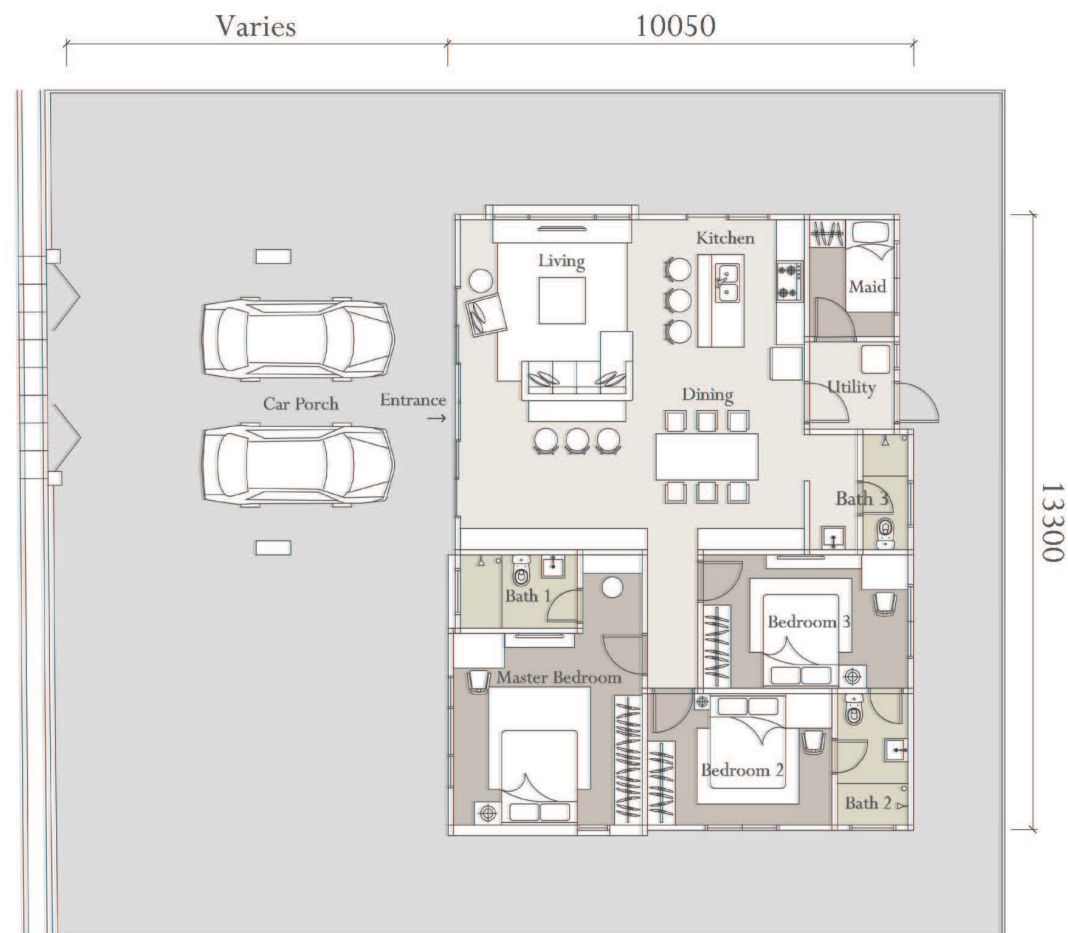 Varies
10050
Kitchen
Living
Maid
Utility
Dining
Entrance
Car Porch
Bath 3
13300
Bath 1
Bedroom 3
Master Bedroom
Bedroom 2
Bath 2